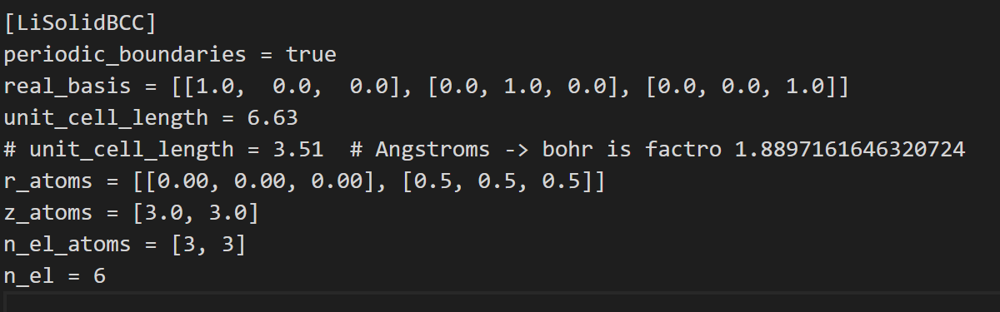 [LiSolidBCC]
periodic_boundaries = true
real_basis = [[1.0,  0.0,  0.0], [0.0, 1.0, 0.0], [0.0, 0.0, 1.0]]
unit_cell_length = 6.63
# unit_cell_length = 3.51  # Angstroms -> bohr is factro 1.8897161646320724
r_atoms = [[0.00, 0.00, 0.00], [0.5, 0.5, 0.5]]
z_atoms = [3.0, 3.0]
n_el_atoms = [3, 3]
n_el = 6